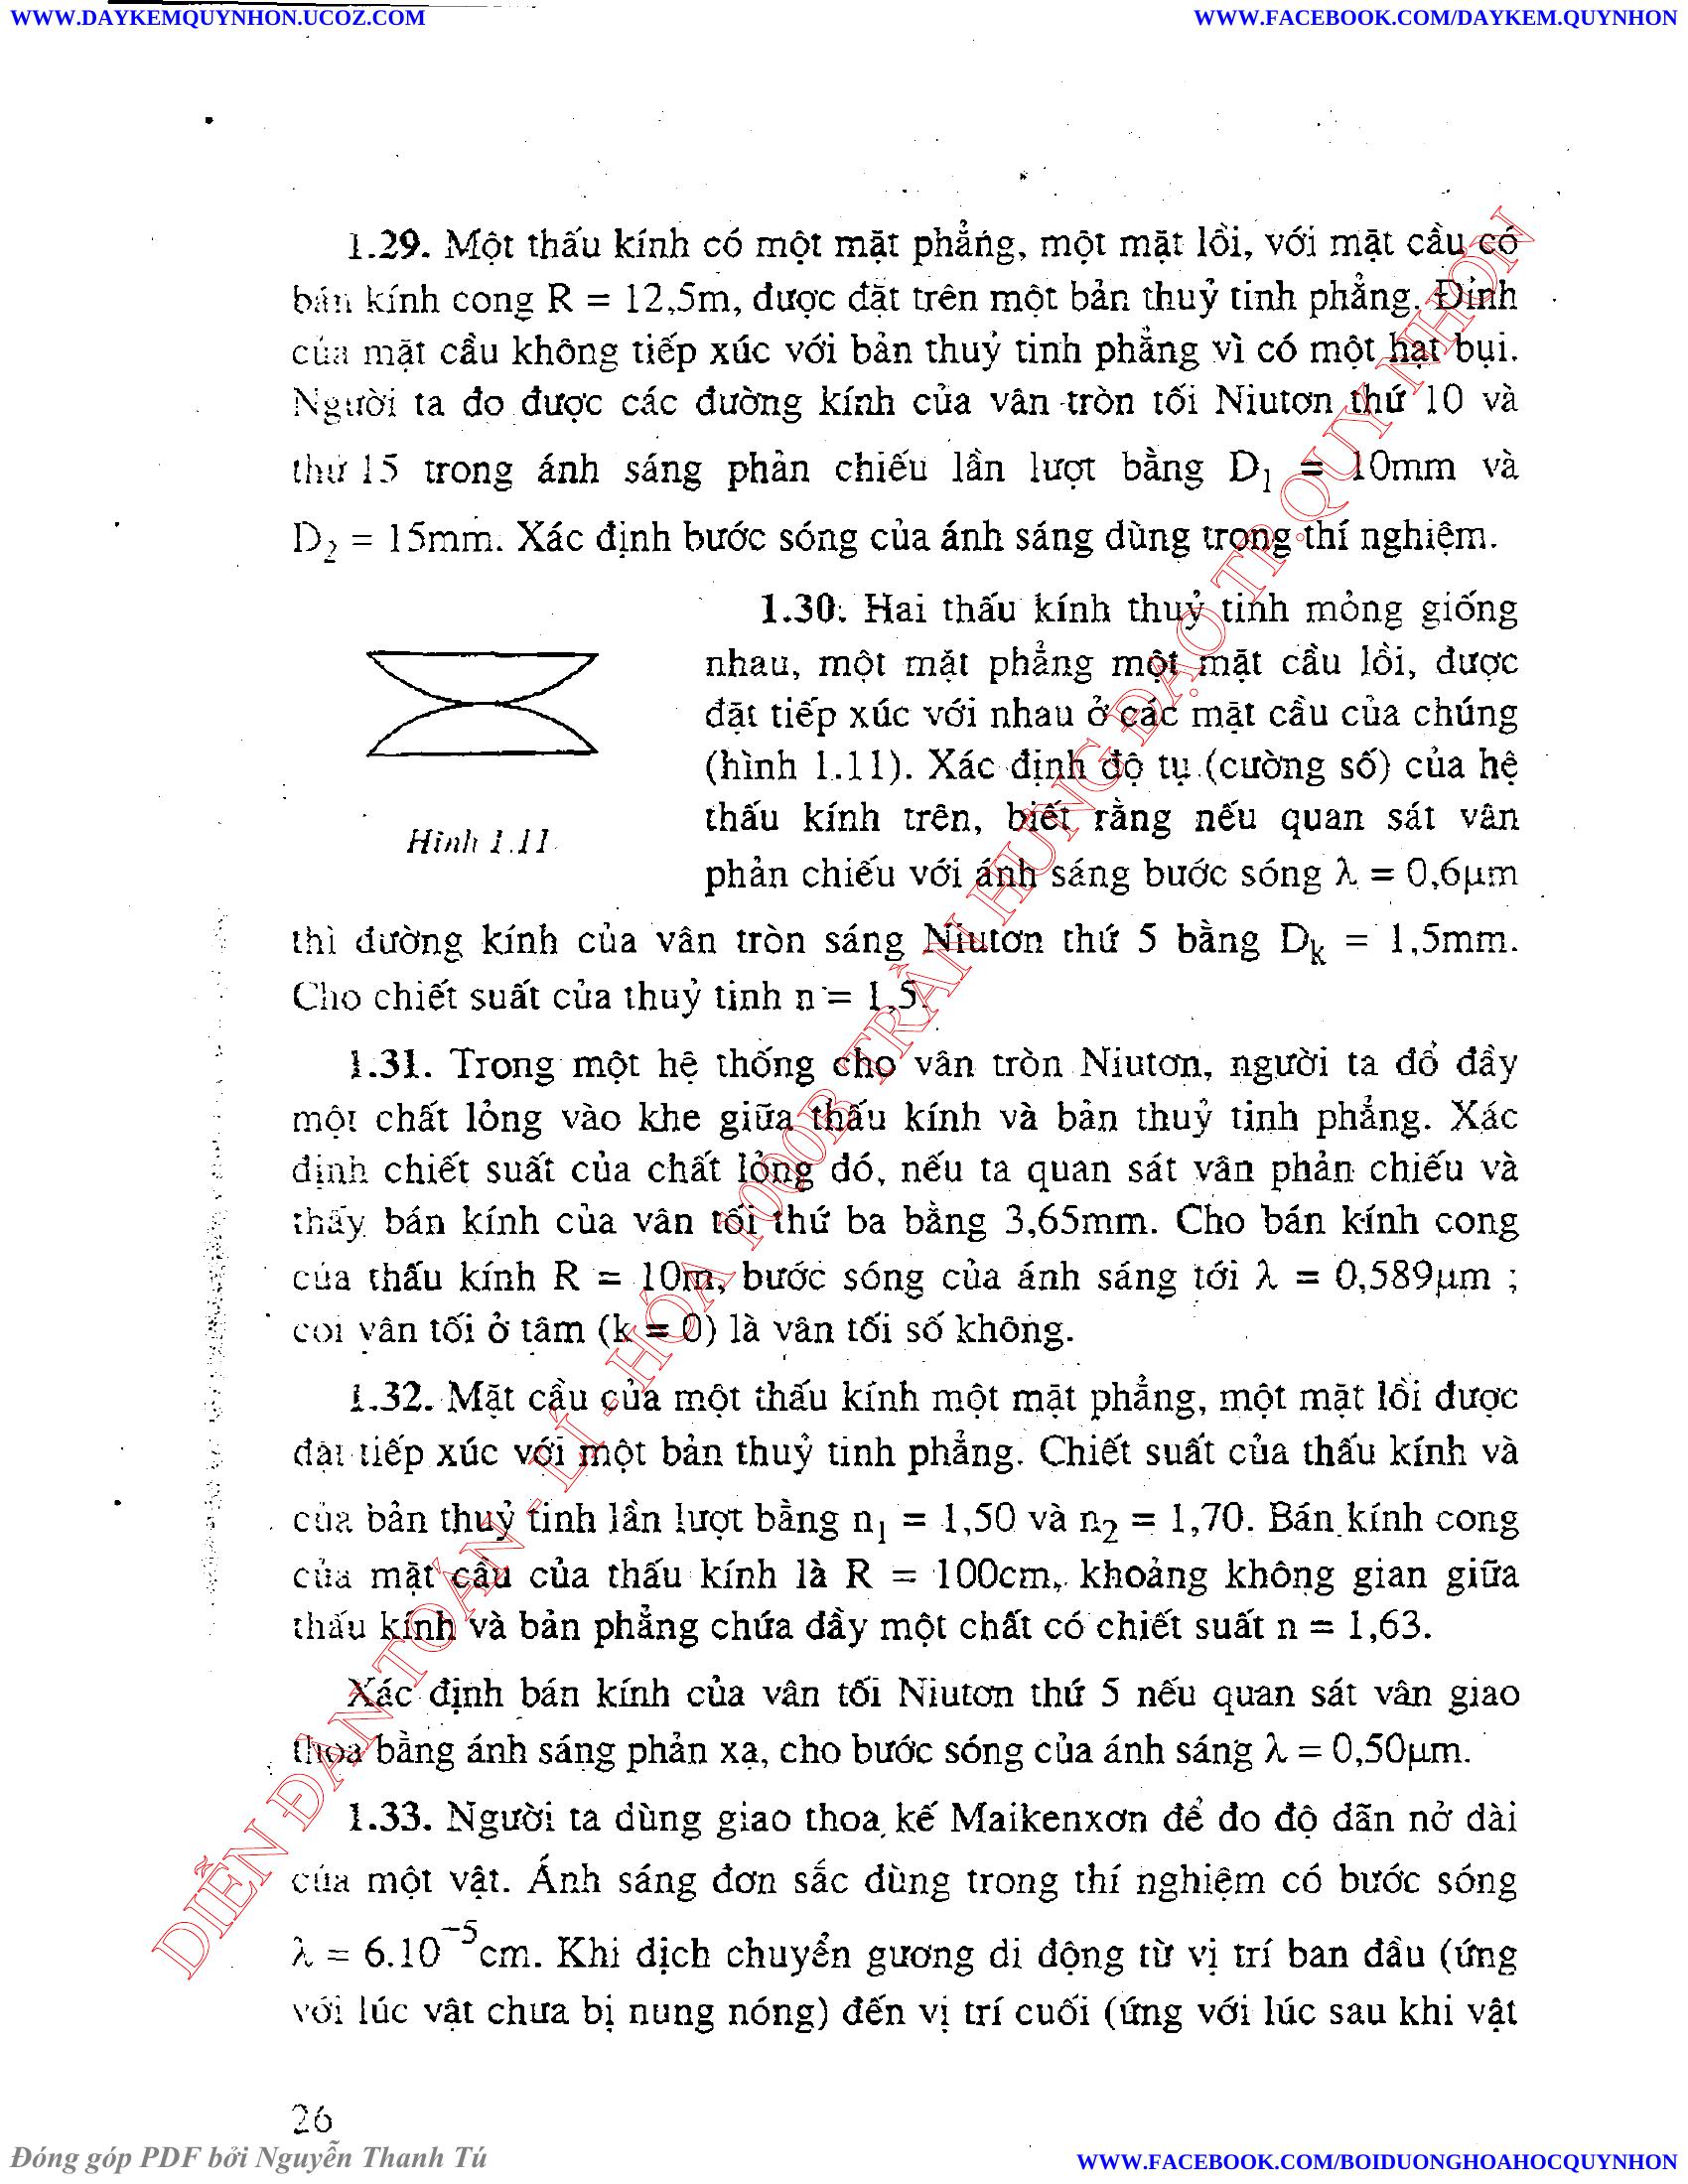 WWW.DAYKEMQUYNHON.UCOZ.COM
WWW.FACEBOOK.COM/DAYKEM.QUYNHON
1.29. Một thấu kính có một mặt phẳng, một mặt lồi, với mặt cầu có
bán kính cong R = 12,5m, được đặt trên một bản thuỷ tinh phẳng. Đỉnh
của mặt cầu không tiếp xúc với bản thuỷ tinh phẳng vì có một hạt bụi.
Người ta đo được các đường kính của vân tròn tối Niutơn thứ 10 và
thứ 15 trong ánh sáng phản chiếu lần lượt bằng D₁ = 10mm và
D₂ = 15mm. Xác định bước sóng của ánh sáng dùng trong thí nghiệm.
1.30. Hai thấu kính thuỷ tinh mỏng giống
nhau, một mặt phẳng một mặt cầu lồi, được
đặt tiếp xúc với nhau ở các mặt cầu của chúng
(hình 1.11). Xác định độ tụ (cường số) của hệ
thấu kính trên, biết rằng nếu quan sát vân
phản chiếu với ánh sáng bước sóng λ = 0,6μm
Hình 1.11
thì đường kính của vân tròn sáng Niutơn thứ 5 bằng Dₖ = 1,5mm.
Cho chiết suất của thuỷ tinh n = 1,5.
1.31. Trong một hệ thống cho vân tròn Niutơn, người ta đổ đầy
một chất lỏng vào khe giữa thấu kính và bản thuỷ tinh phẳng. Xác
định chiết suất của chất lỏng đó, nếu ta quan sát vân phản chiếu và
thấy bán kính của vân tối thứ ba bằng 3,65mm. Cho bán kính cong
của thấu kính R = 10m, bước sóng của ánh sáng tới λ = 0,589μm ;
coi vân tối ở tâm (k = 0) là vân tối số không.
1.32. Mặt cầu của một thấu kính một mặt phẳng, một mặt lồi được
đặt tiếp xúc với một bản thuỷ tinh phẳng. Chiết suất của thấu kính và
của bản thuỷ tinh lần lượt bằng n₁ = 1,50 và n₂ = 1,70. Bán kính cong
của mặt cầu của thấu kính là R = 100cm, khoảng không gian giữa
thấu kính và bản phẳng chứa đầy một chất có chiết suất n = 1,63.
Xác định bán kính của vân tối Niutơn thứ 5 nếu quan sát vân giao
thoa bằng ánh sáng phản xạ, cho bước sóng của ánh sáng λ = 0,50μm.
1.33. Người ta dùng giao thoa kế Maikenxơn để đo độ dãn nở dài
của một vật. Ánh sáng đơn sắc dùng trong thí nghiệm có bước sóng
λ = 6.10⁻⁵cm. Khi dịch chuyển gương di động từ vị trí ban đầu (ứng
với lúc vật chưa bị nung nóng) đến vị trí cuối (ứng với lúc sau khi vật
DIỄN ĐÀN TOÁN - LÍ - HÓA 1000B TRẦN HƯNG ĐẠO TP.QUY NHƠN
26
Đóng góp PDF bởi Nguyễn Thanh Tú
WWW.FACEBOOK.COM/BOIDUONGHOAHOCQUYNHON